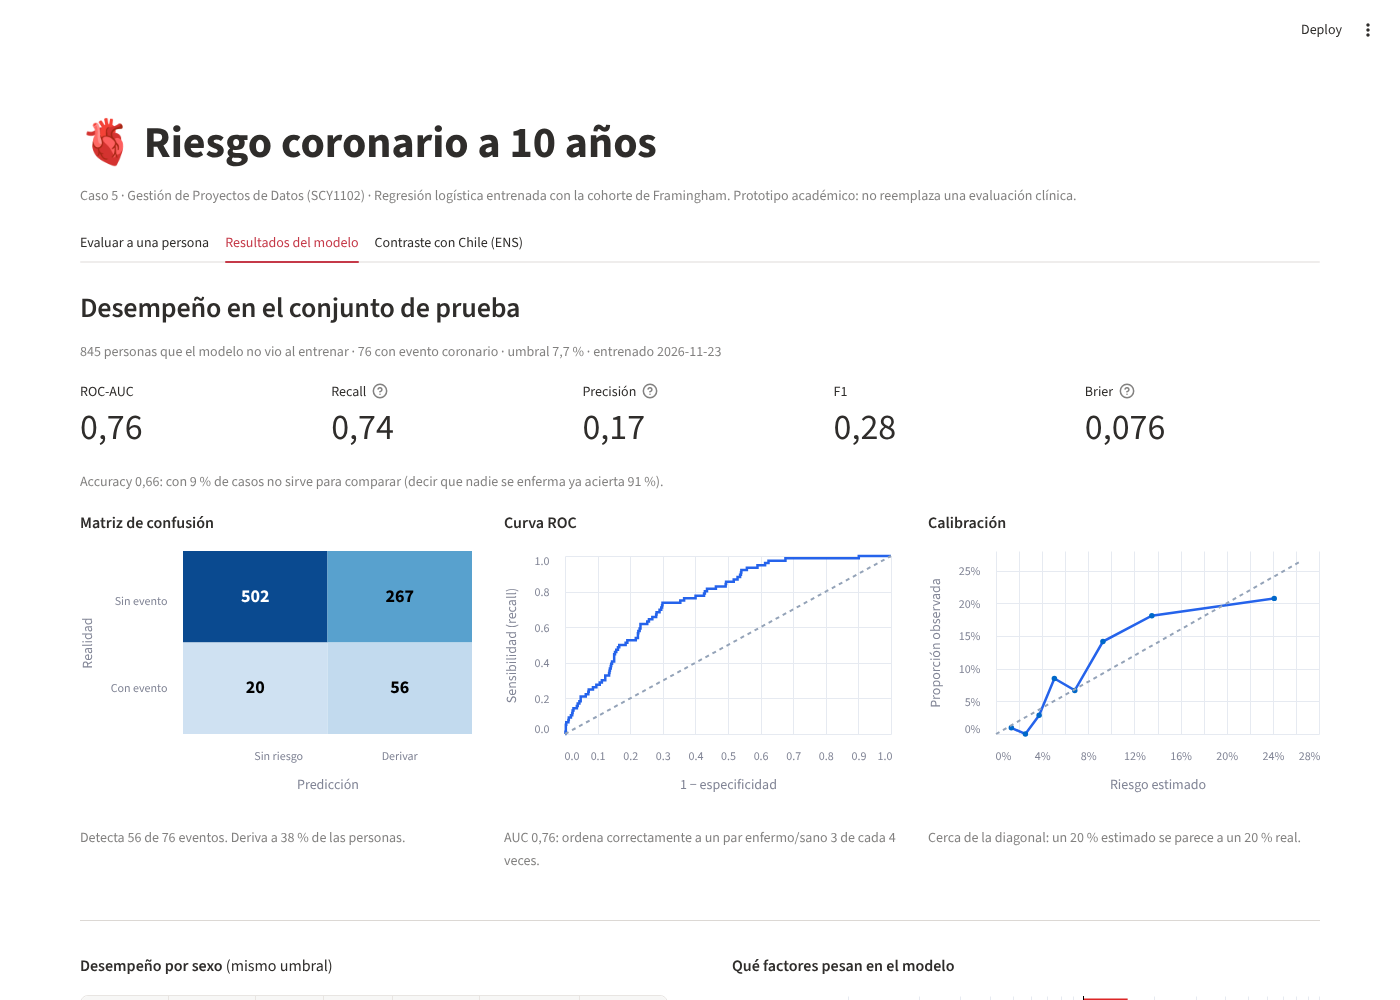 Deploy
Riesgo coronario a 10 años
Caso 5 · Gestión de Proyectos de Datos (SCY1102) · Regresión logística entrenada con la cohorte de Framingham. Prototipo académico: no reemplaza una evaluación clínica.
Evaluar a una persona Resultados del modelo Contraste con Chile (ENS)
Desempeño en el conjunto de prueba
845 personas que el modelo no vio al entrenar · 76 con evento coronario · umbral 7,7 % · entrenado 2026-11-23
ROC-AUC Recall Precisión F1 Brier
0,76 0,74 0,17 0,28 0,076
Accuracy 0,66: con 9 % de casos no sirve para comparar (decir que nadie se enferma ya acierta 91 %).
Matriz de confusión
Realidad
Sin evento
502 267
Con evento
20 56
Sin riesgo Derivar
Predicción
Detecta 56 de 76 eventos. Deriva a 38 % de las personas.
Curva ROC
Sensibilidad (recall)
1.0
0.8
0.6
0.4
0.2
0.0
0.0 0.1 0.2 0.3 0.4 0.5 0.6 0.7 0.8 0.9 1.0
1 − especificidad
AUC 0,76: ordena correctamente a un par enfermo/sano 3 de cada 4
veces.
Calibración
Proporción observada
25%
20%
15%
10%
5%
0%
0% 4% 8% 12% 16% 20% 24% 28%
Riesgo estimado
Cerca de la diagonal: un 20 % estimado se parece a un 20 % real.
Desempeño por sexo (mismo umbral)
Qué factores pesan en el modelo